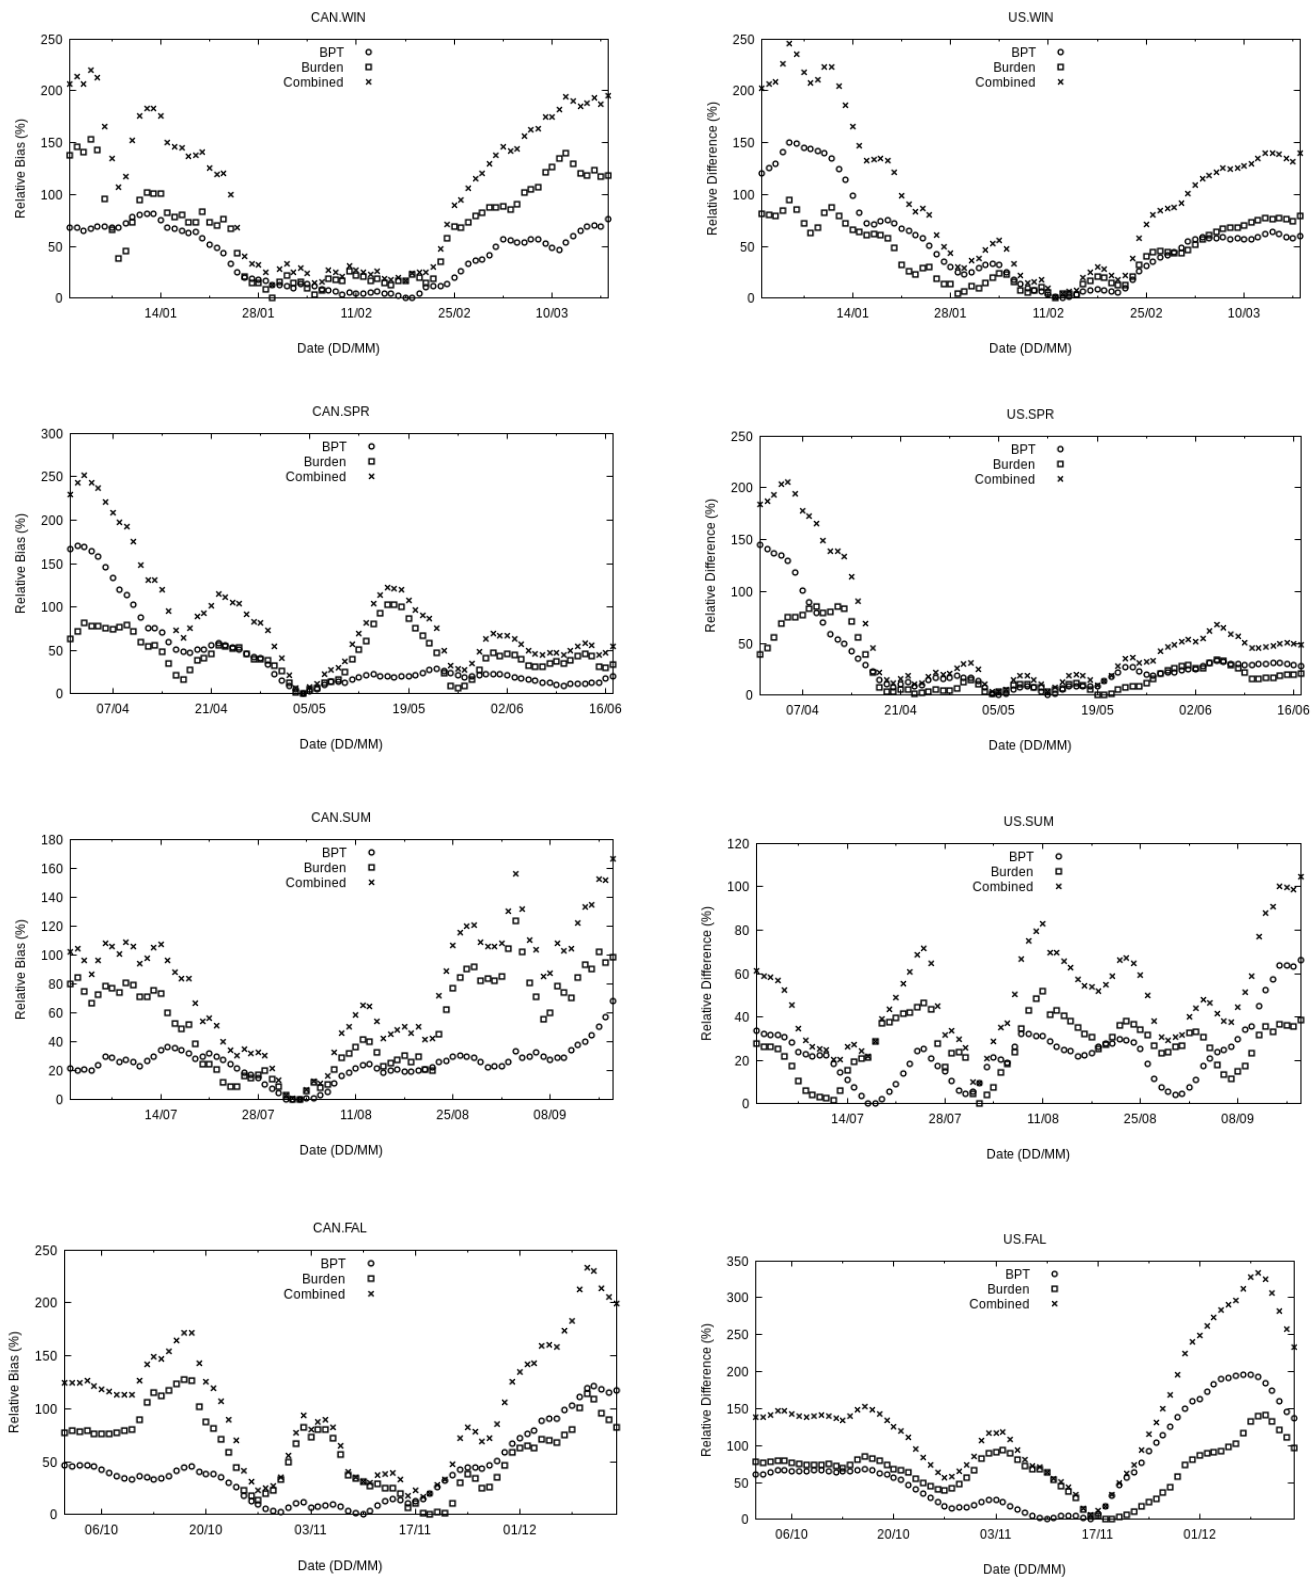 CAN.WIN
250
200
150
100
50
0
Relative Bias (%)
BPT
Burden
Combined
14/01
28/01
11/02
25/02
10/03
Date (DD/MM)
US.WIN
250
200
150
100
50
0
Relative Difference (%)
BPT
Burden
Combined
14/01
28/01
11/02
25/02
10/03
Date (DD/MM)
CAN.SPR
300
250
200
150
100
50
0
Relative Bias (%)
BPT
Burden
Combined
07/04
21/04
05/05
19/05
02/06
16/06
Date (DD/MM)
US.SPR
250
200
150
100
50
0
Relative Difference (%)
BPT
Burden
Combined
07/04
21/04
05/05
19/05
02/06
16/06
Date (DD/MM)
CAN.SUM
180
160
140
120
100
80
60
40
20
0
Relative Bias (%)
BPT
Burden
Combined
14/07
28/07
11/08
25/08
08/09
Date (DD/MM)
US.SUM
120
100
80
60
40
20
0
Relative Difference (%)
BPT
Burden
Combined
14/07
28/07
11/08
25/08
08/09
Date (DD/MM)
CAN.FAL
250
200
150
100
50
0
Relative Bias (%)
BPT
Burden
Combined
06/10
20/10
03/11
17/11
01/12
Date (DD/MM)
US.FAL
350
300
250
200
150
100
50
0
Relative Difference (%)
BPT
Burden
Combined
06/10
20/10
03/11
17/11
01/12
Date (DD/MM)